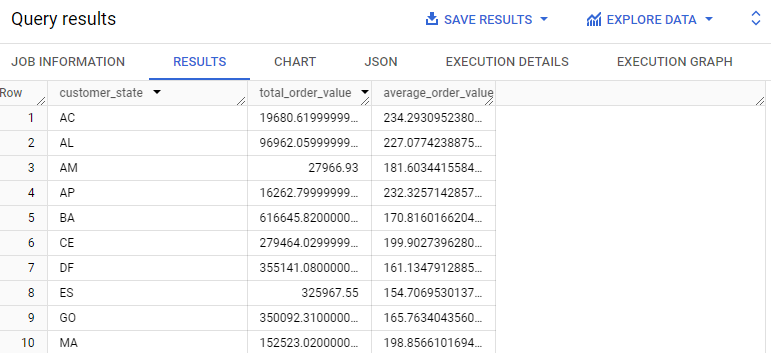 Query results SAVE RESULTS EXPLORE DATA
JOB INFORMATION RESULTS CHART JSON EXECUTION DETAILS EXECUTION GRAPH
Row customer_state total_order_value average_order_value
1 AC 19680.61999999... 234.2930952380...
2 AL 96962.05999999... 227.0774238875...
3 AM 27966.93 181.6034415584...
4 AP 16262.79999999... 232.3257142857...
5 BA 616645.8200000... 170.8160166204...
6 CE 279464.0299999... 199.9027396280...
7 DF 355141.0800000... 161.1347912885...
8 ES 325967.55 154.7069530137...
9 GO 350092.3100000... 165.7634043560...
10 MA 152523.0200000... 198.8566101694...